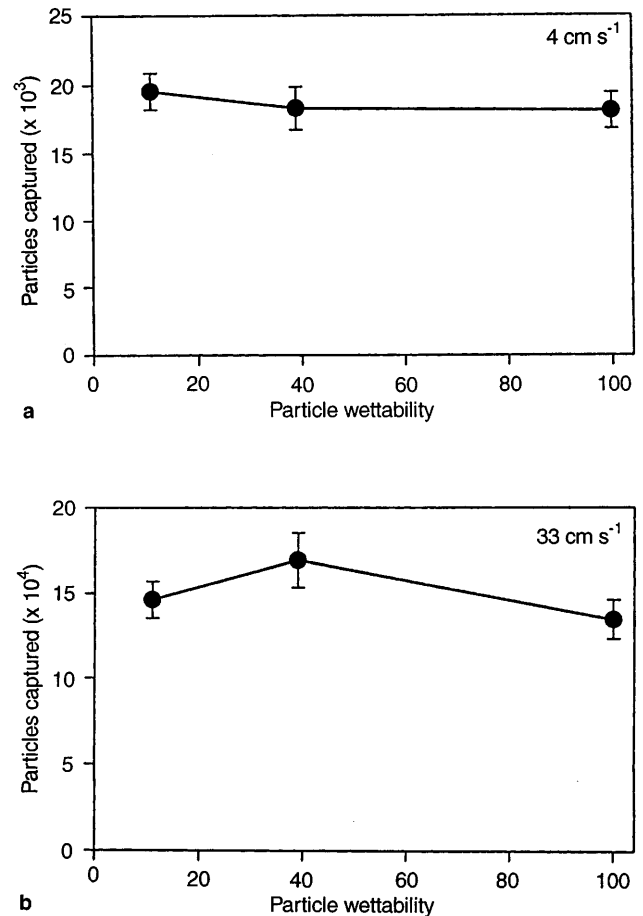 25
20
15
10
5
0
Particles captured (x 10³)
4 cm s⁻¹
0 20 40 60 80 100
Particle wettability
a
20
15
10
5
0
Particles captured (x 10⁴)
33 cm s⁻¹
0 20 40 60 80 100
Particle wettability
b